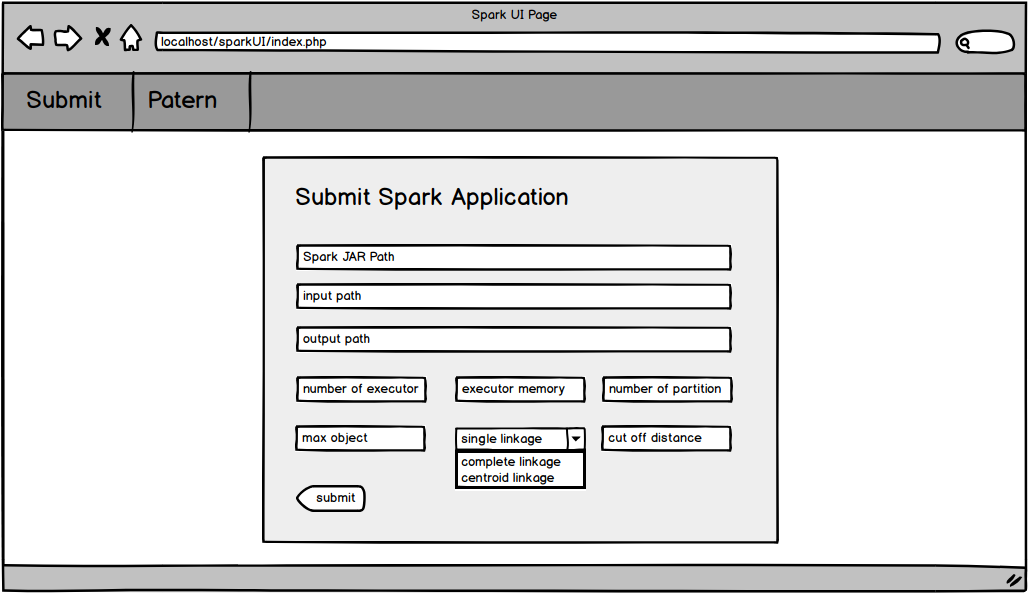 Spark UI Page
localhost/sparkUI/index.php
Submit
Patern
Submit Spark Application
Spark JAR Path
input path
output path
number of executor
executor memory
number of partition
max object
single linkage
cut off distance
complete linkage
centroid linkage
submit